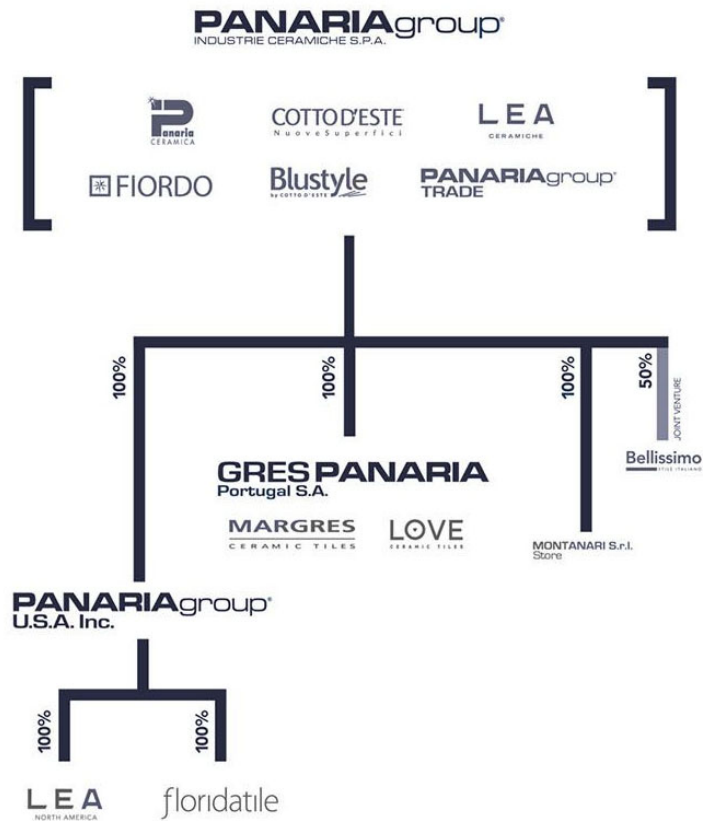 PANARIAgroup®
INDUSTRIE CERAMICHE S.P.A.
Panaria
CERAMICA
COTTO D'ESTE
NuoveSuperfici
LEA
CERAMICHE
FIORDO
Blustyle
by COTTO D'ESTE
PANARIAgroup®
TRADE
100%
100%
100%
50%
JOINT VENTURE
Bellissimo
STILE ITALIANO
GRES PANARIA
Portugal S.A.
MARGRES
CERAMIC TILES
LOVE
CERAMIC TILES
MONTANARI S.r.l.
Store
PANARIAgroup®
U.S.A. Inc.
100%
100%
LEA
NORTH AMERICA
floridatile